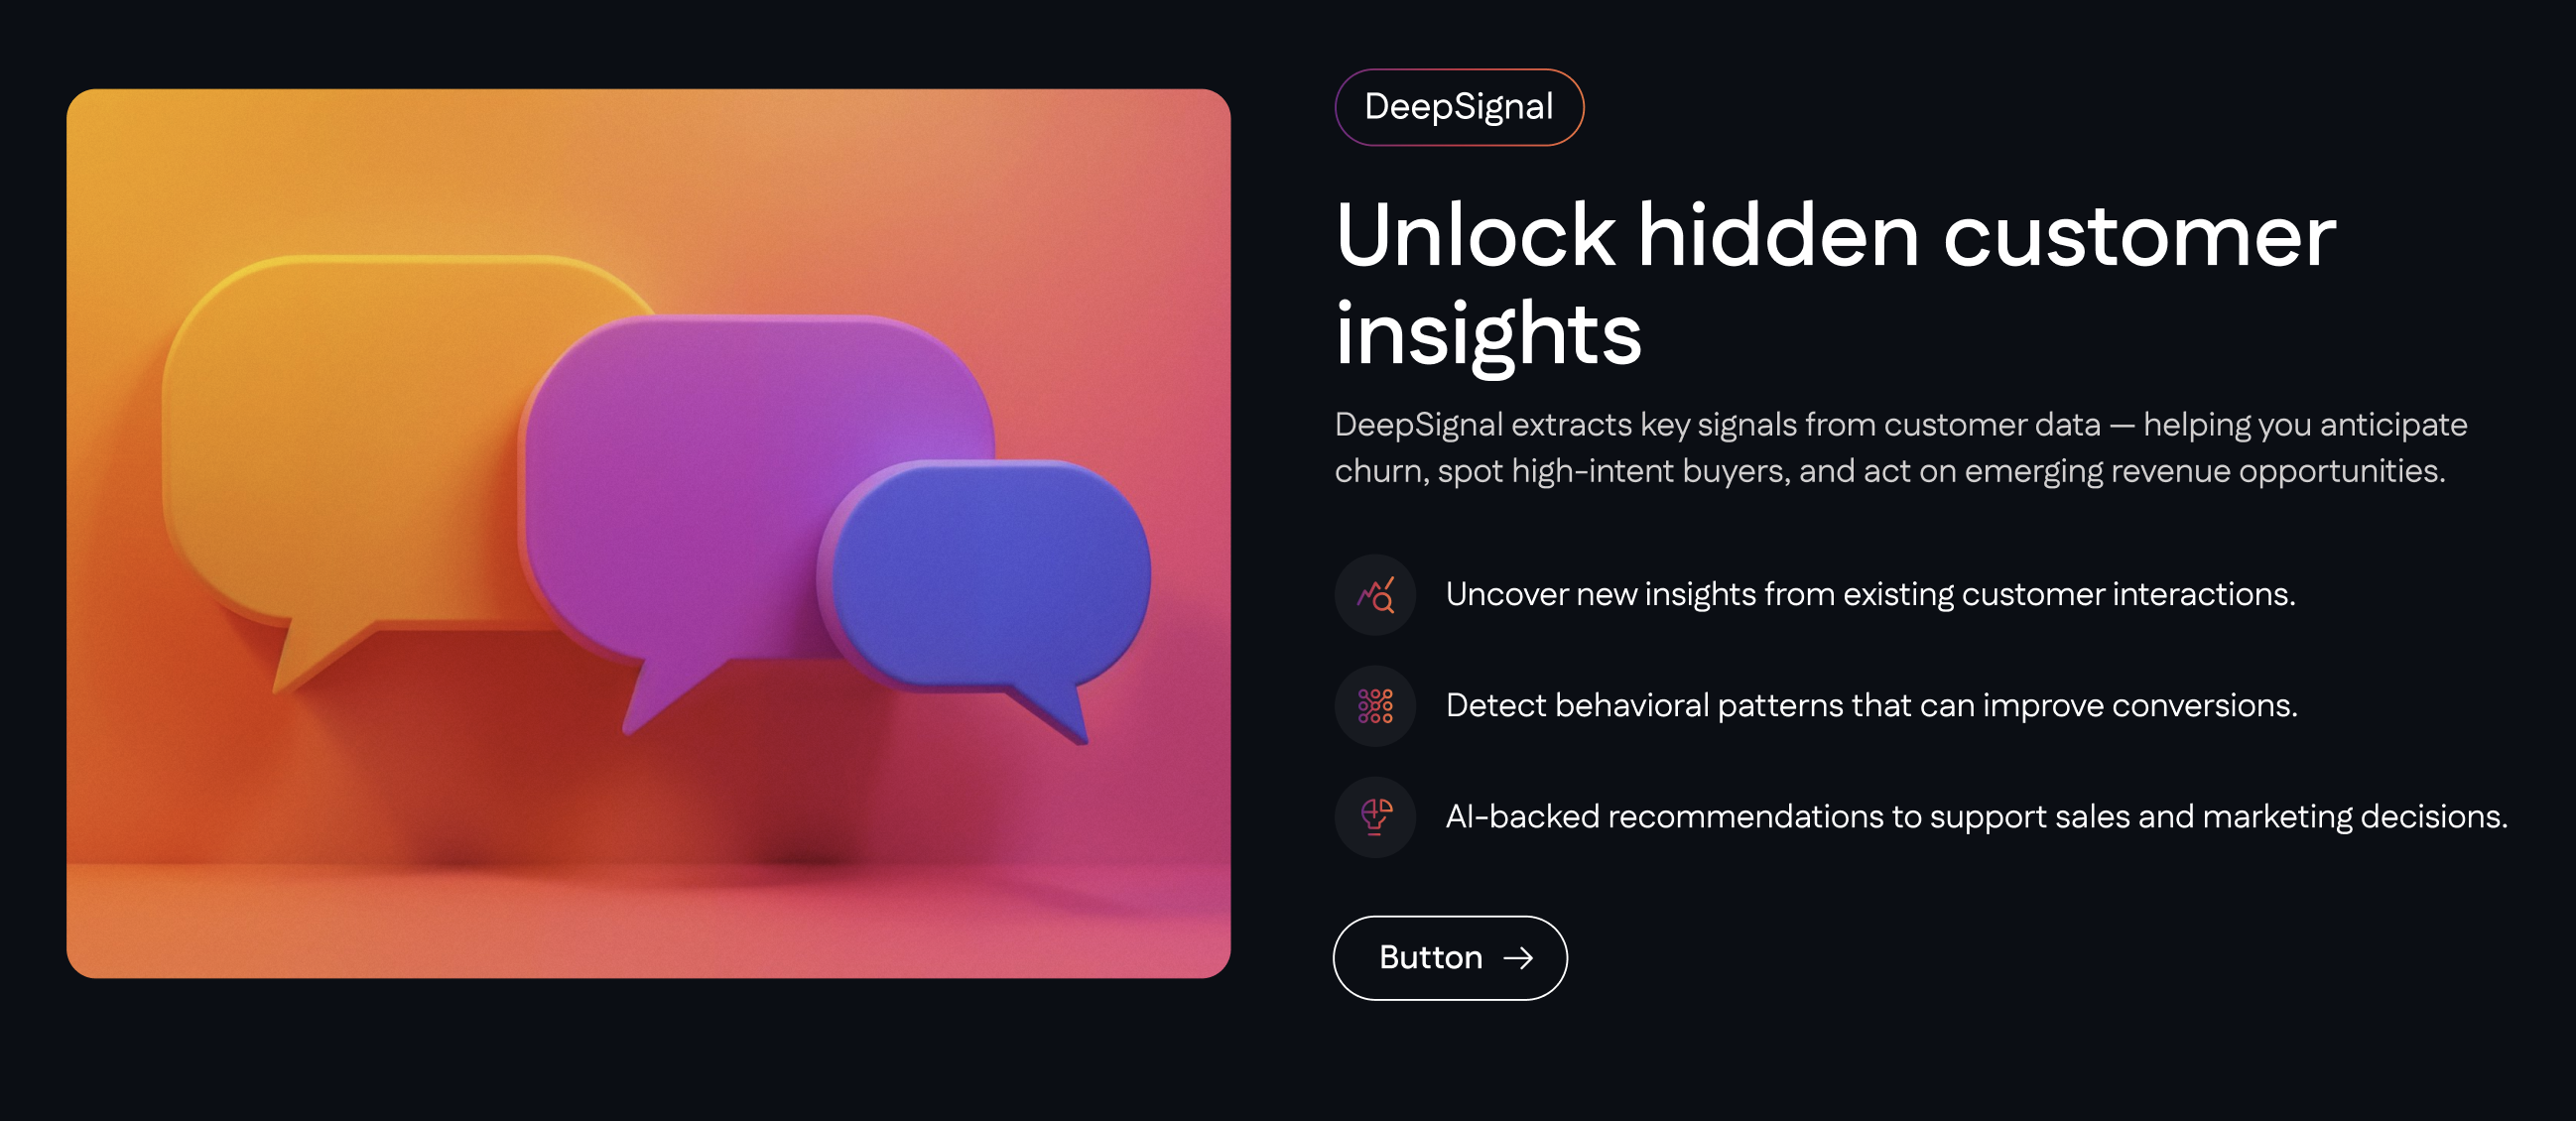 DeepSignal
Unlock hidden customer
insights
DeepSignal extracts key signals from customer data — helping you anticipate
churn, spot high-intent buyers, and act on emerging revenue opportunities.
Uncover new insights from existing customer interactions.
Detect behavioral patterns that can improve conversions.
AI-backed recommendations to support sales and marketing decisions.
Button